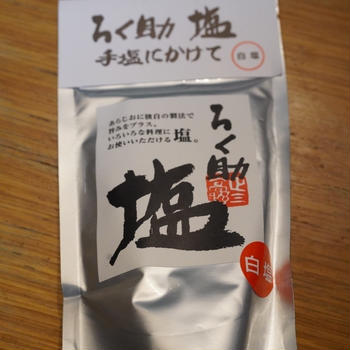 ろく助 塩
手塩にかけて
白塩
あらじおに独自の製法で
旨みをプラス。
いろいろな料理に
お使いいただける塩。
ろく助
塩
白塩